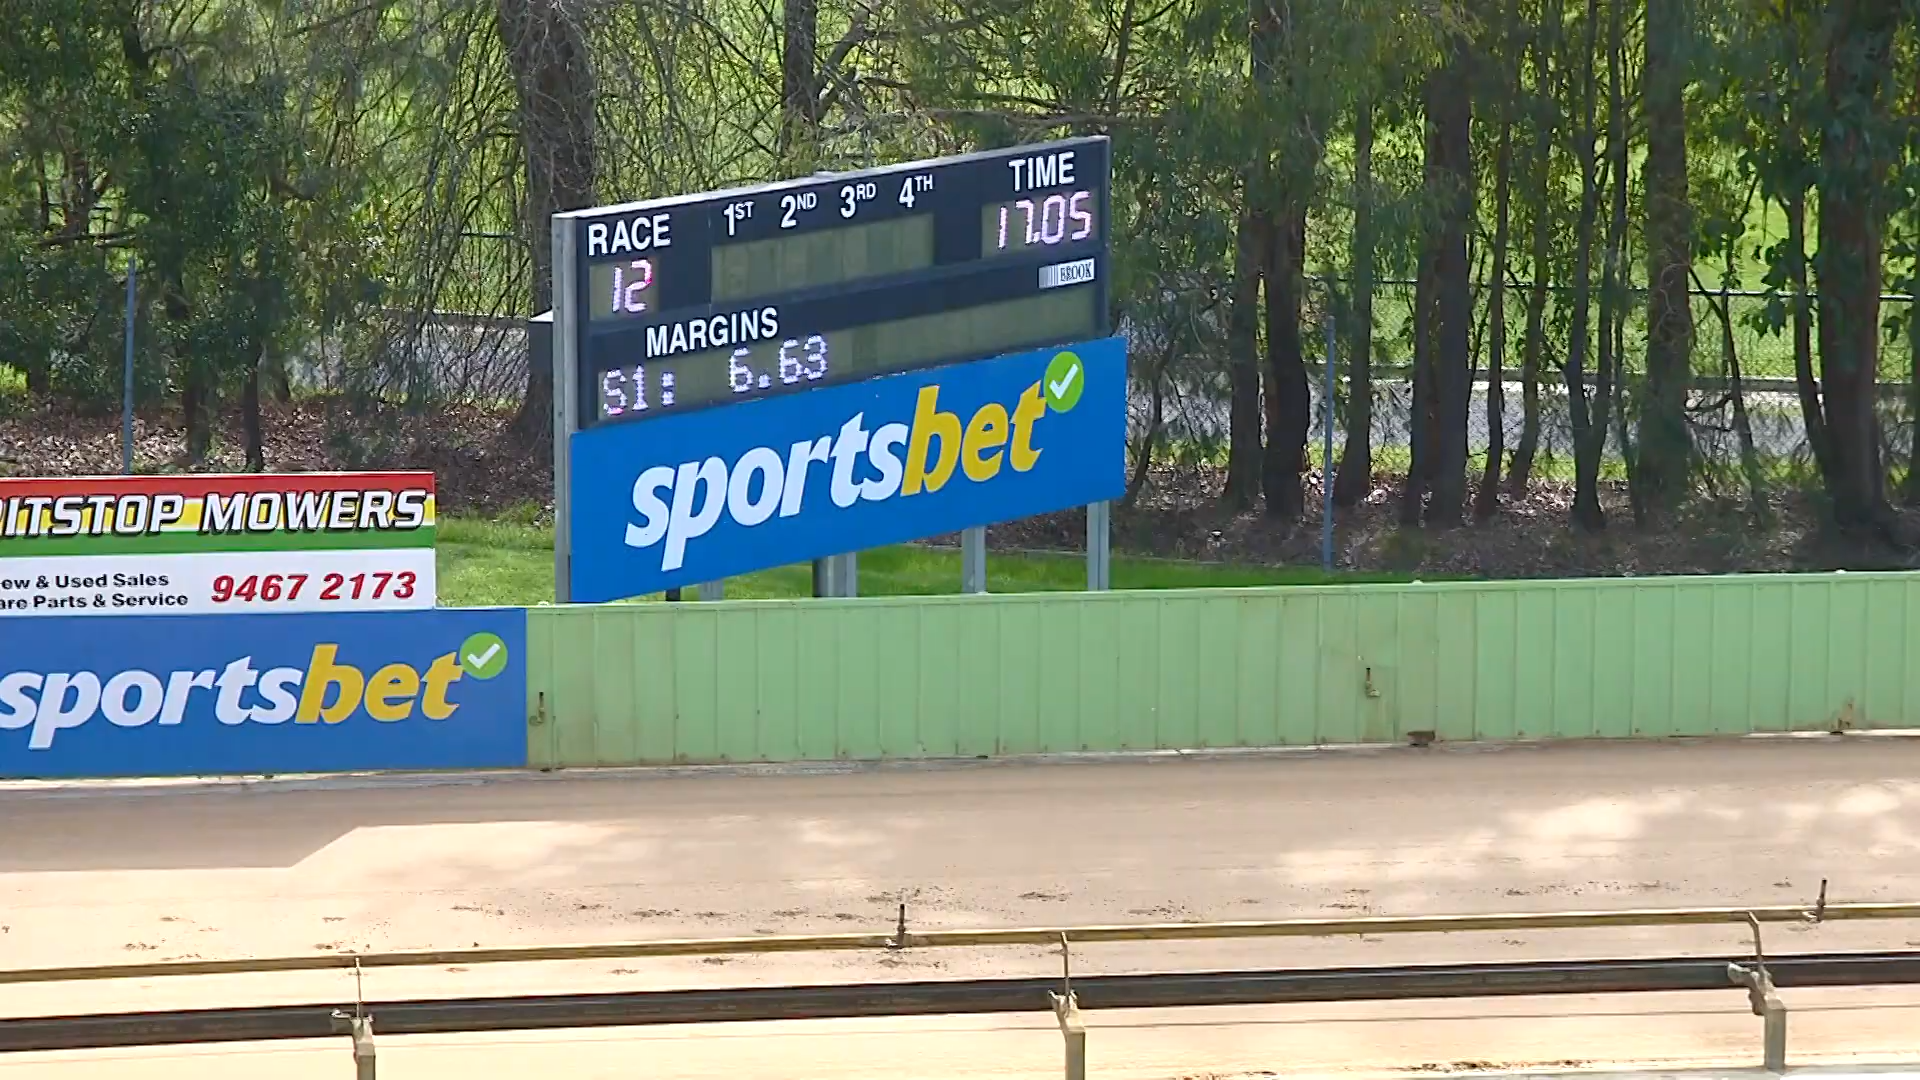 RACE 1ST 2ND 3RD 4TH TIME
12 17.05
BROOK
MARGINS
S1: 6.63
sportsbet
PITSTOP MOWERS
ew & Used Sales
are Parts & Service
9467 2173
sportsbet